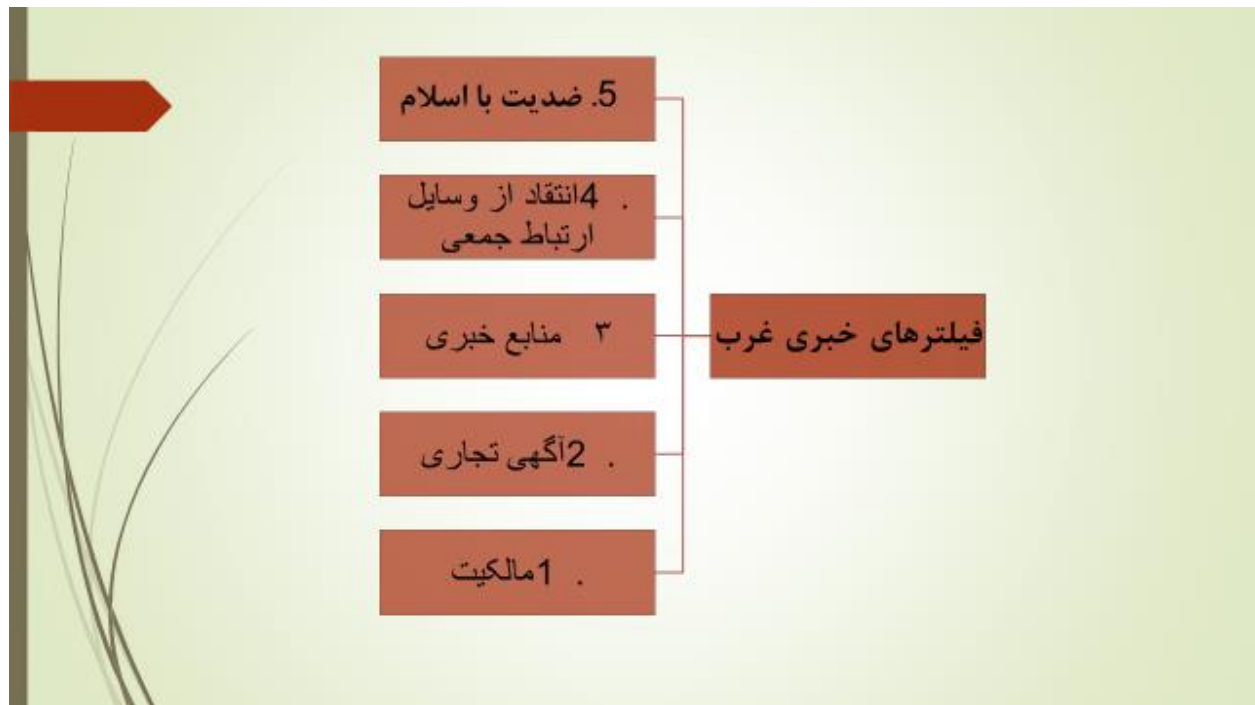 5. ضدیت با اسلام
. 4انتقاد از وسایل
ارتباط جمعی
۳ منابع خبری
فیلترهای خبری غرب
. 2آگهی تجاری
. 1مالکیت